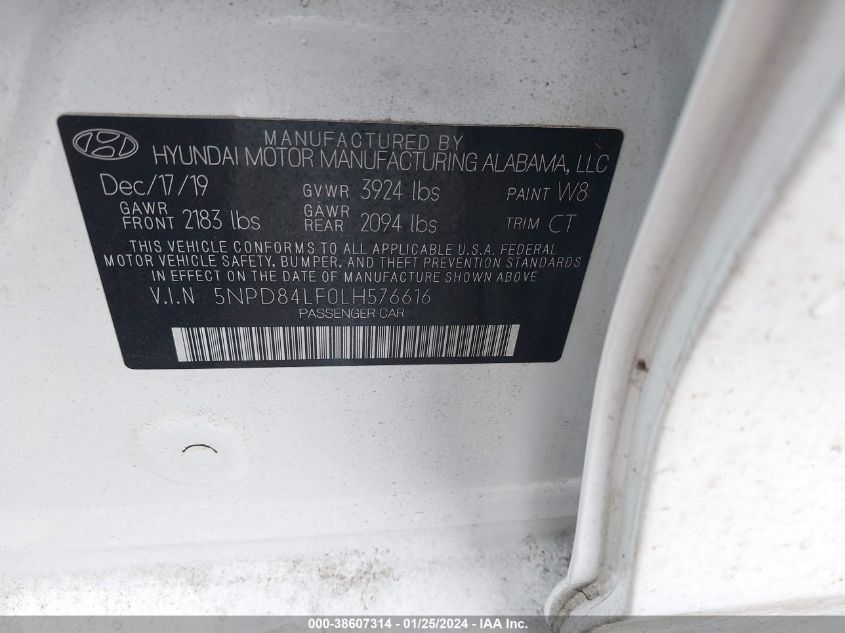 MANUFACTURED BY
HYUNDAI MOTOR MANUFACTURING ALABAMA, LLC
Dec/17/19 GVWR 3924 lbs PAINT W8
GAWR FRONT 2183 lbs GAWR REAR 2094 lbs TRIM CT
THIS VEHICLE CONFORMS TO ALL APPLICABLE U.S.A. FEDERAL
MOTOR VEHICLE SAFETY, BUMPER, AND THEFT PREVENTION STANDARDS
IN EFFECT ON THE DATE OF MANUFACTURE SHOWN ABOVE
V.I.N 5NPD84LF0LH576616
PASSENGER CAR
000-38607314 - 01/25/2024 - IAA Inc.